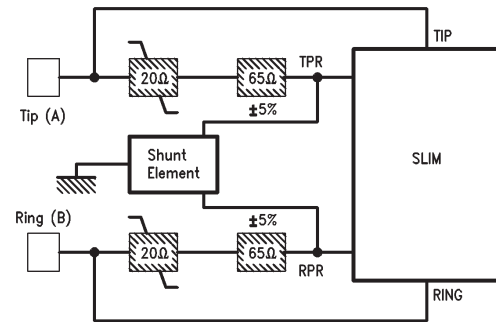 TIP
20Ω
65Ω
TPR
Tip (A)
±5%
Shunt
Element
SLIM
Ring (B)
±5%
20Ω
65Ω
RPR
RING